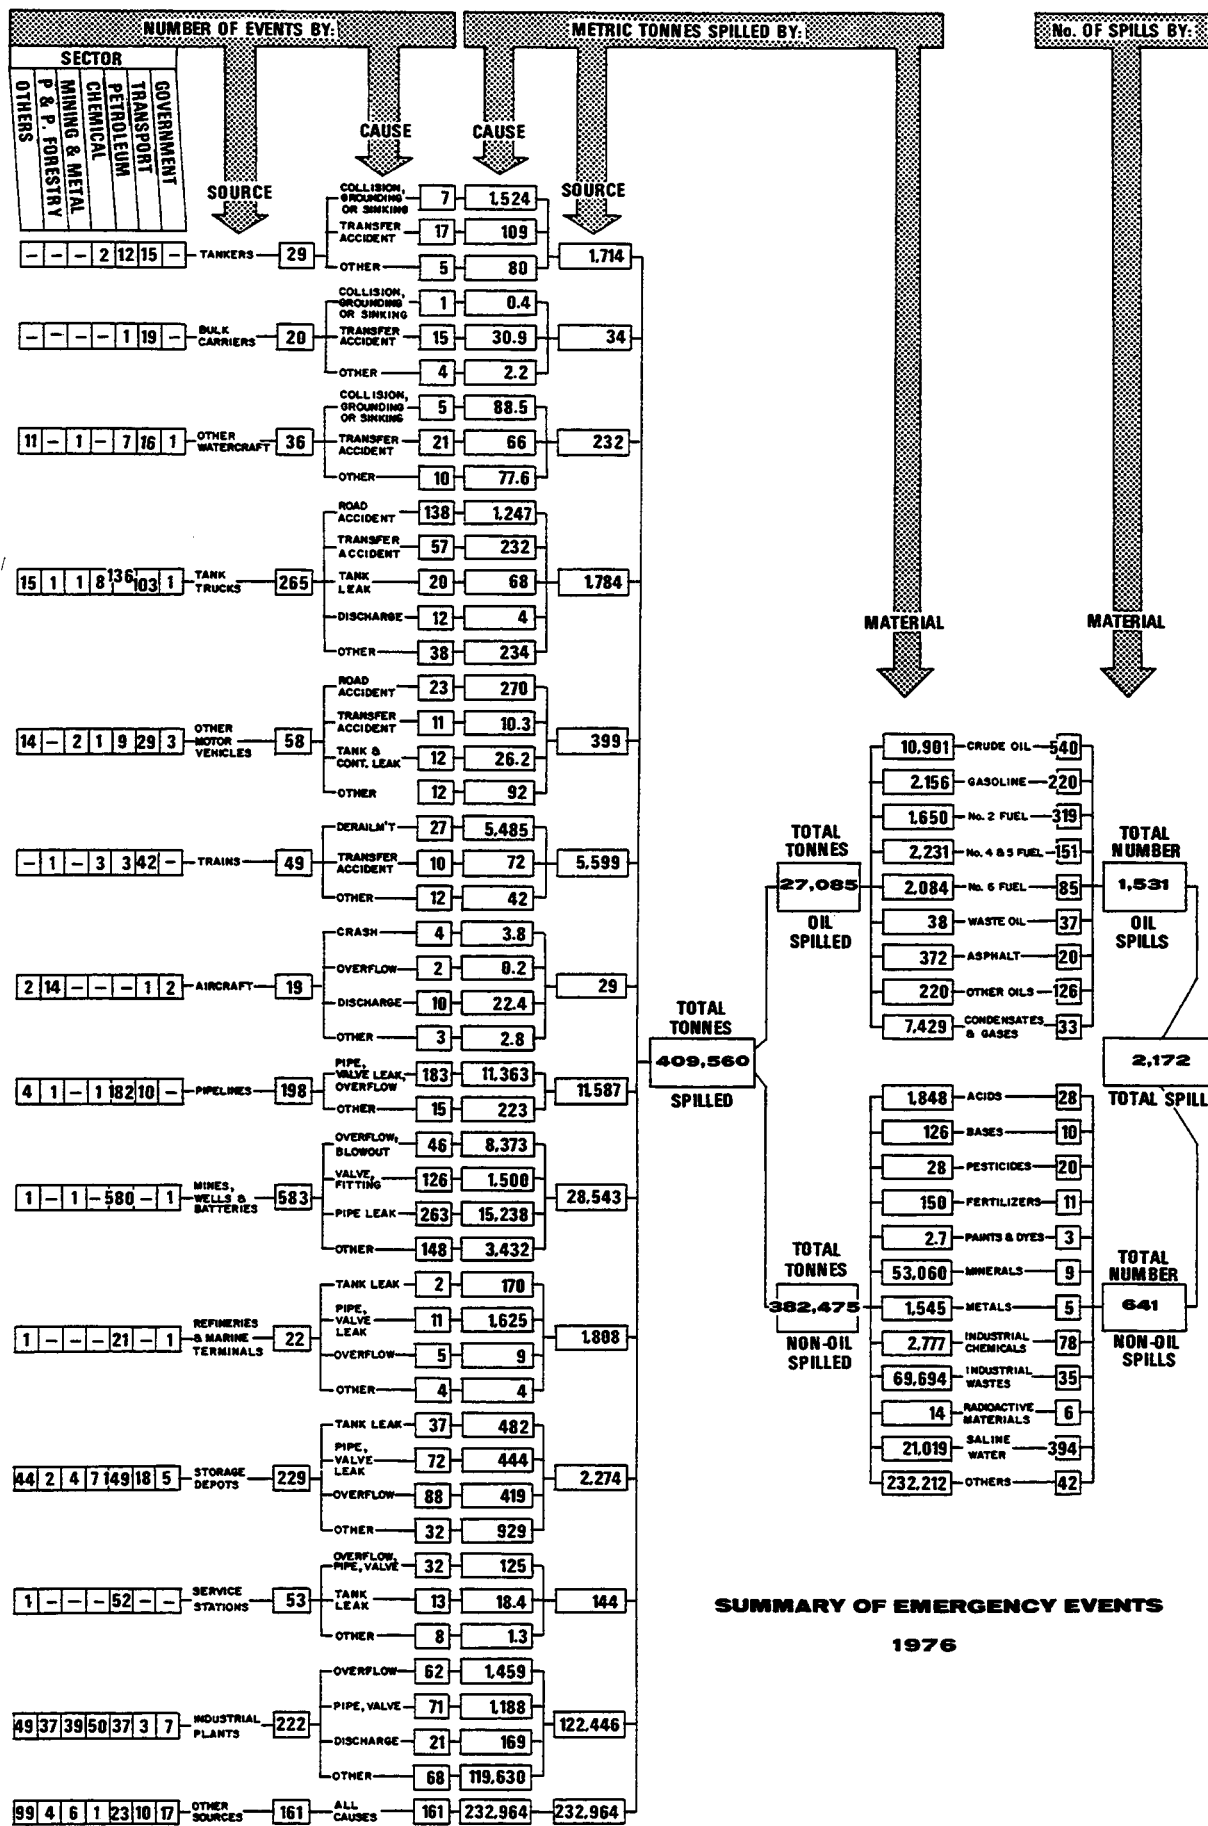 NUMBER OF EVENTS BY:
METRIC TONNES SPILLED BY:
No. OF SPILLS BY:
SECTOR
OTHERS
P & P. FORESTRY
MINING & METAL
CHEMICAL
PETROLEUM
TRANSPORT
GOVERNMENT
SOURCE
CAUSE
CAUSE
SOURCE
MATERIAL
MATERIAL
– – – 2 12 15 – TANKERS 29
COLLISION, GROUNDING OR SINKING 7 1,524
TRANSFER ACCIDENT 17 109
OTHER 5 80
1,714
– – – – 1 19 – BULK CARRIERS 20
COLLISION, GROUNDING OR SINKING 1 0.4
TRANSFER ACCIDENT 15 30.9
OTHER 4 2.2
34
11 – 1 – 7 16 1 OTHER WATERCRAFT 36
COLLISION, GROUNDING OR SINKING 5 88.5
TRANSFER ACCIDENT 21 66
OTHER 10 77.6
232
15 1 1 8 136 103 1 TANK TRUCKS 265
ROAD ACCIDENT 138 1,247
TRANSFER ACCIDENT 57 232
TANK LEAK 20 68
DISCHARGE 12 4
OTHER 38 234
1,784
14 – 2 1 9 29 3 OTHER MOTOR VEHICLES 58
ROAD ACCIDENT 23 270
TRANSFER ACCIDENT 11 10.3
TANK & CONT. LEAK 12 26.2
OTHER 12 92
399
– 1 – 3 3 42 – TRAINS 49
DERAILM'T 27 5,485
TRANSFER ACCIDENT 10 72
OTHER 12 42
5,599
2 14 – – – 1 2 AIRCRAFT 19
CRASH 4 3.8
OVERFLOW 2 0.2
DISCHARGE 10 22.4
OTHER 3 2.8
29
4 1 – 1 182 10 – PIPELINES 198
PIPE, VALVE LEAK, OVERFLOW 183 11,363
OTHER 15 223
11,587
1 – 1 – 580 – 1 MINES, WELLS & BATTERIES 583
OVERFLOW, BLOWOUT 46 8,373
VALVE, FITTING 126 1,500
PIPE LEAK 263 15,238
OTHER 148 3,432
28,543
1 – – – 21 – 1 REFINERIES & MARINE TERMINALS 22
TANK LEAK 2 170
PIPE, VALVE LEAK 11 1,625
OVERFLOW 5 9
OTHER 4 4
1,808
44 2 4 7 149 18 5 STORAGE DEPOTS 229
TANK LEAK 37 482
PIPE, VALVE LEAK 72 444
OVERFLOW 88 419
OTHER 32 929
2,274
1 – – – 52 – – SERVICE STATIONS 53
OVERFLOW, PIPE, VALVE 32 125
TANK LEAK 13 18.4
OTHER 8 1.3
144
49 37 39 50 37 3 7 INDUSTRIAL PLANTS 222
OVERFLOW 62 1,459
PIPE, VALVE 71 1,188
DISCHARGE 21 169
OTHER 68 119,630
122,446
99 4 6 1 23 10 17 OTHER SOURCES 161 ALL CAUSES 161 232,964 232,964
TOTAL TONNES
409,560
SPILLED
TOTAL TONNES
27,085
OIL SPILLED
10,901 CRUDE OIL 540
2,156 GASOLINE 220
1,650 No. 2 FUEL 319
2,231 No. 4 & 5 FUEL 151
2,084 No. 6 FUEL 85
38 WASTE OIL 37
372 ASPHALT 20
220 OTHER OILS 126
7,429 CONDENSATES & GASES 33
TOTAL NUMBER
1,531
OIL SPILLS
2,172
TOTAL SPILL
TOTAL TONNES
382,475
NON-OIL SPILLED
1,848 ACIDS 28
126 BASES 10
28 PESTICIDES 20
150 FERTILIZERS 11
2.7 PAINTS & DYES 3
53,060 MINERALS 9
1,545 METALS 5
2,777 INDUSTRIAL CHEMICALS 78
69,694 INDUSTRIAL WASTES 35
14 RADIOACTIVE MATERIALS 6
21,019 SALINE WATER 394
232,212 OTHERS 42
TOTAL NUMBER
641
NON-OIL SPILLS
SUMMARY OF EMERGENCY EVENTS
1976